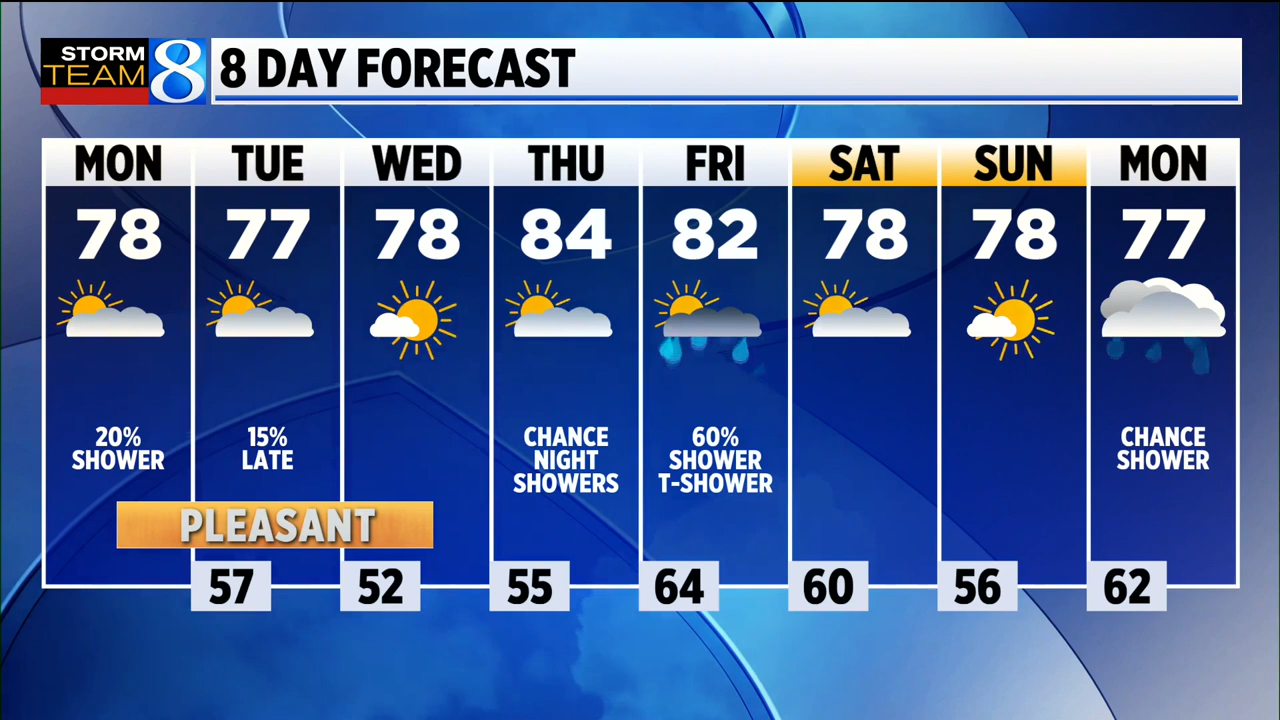 STORM
TEAM 8
8 DAY FORECAST
MON TUE WED THU FRI SAT SUN MON
78 77 78 84 82 78 78 77
20%
SHOWER
15%
LATE
CHANCE
NIGHT
SHOWERS
60%
SHOWER
T-SHOWER
CHANCE
SHOWER
PLEASANT
57 52 55 64 60 56 62